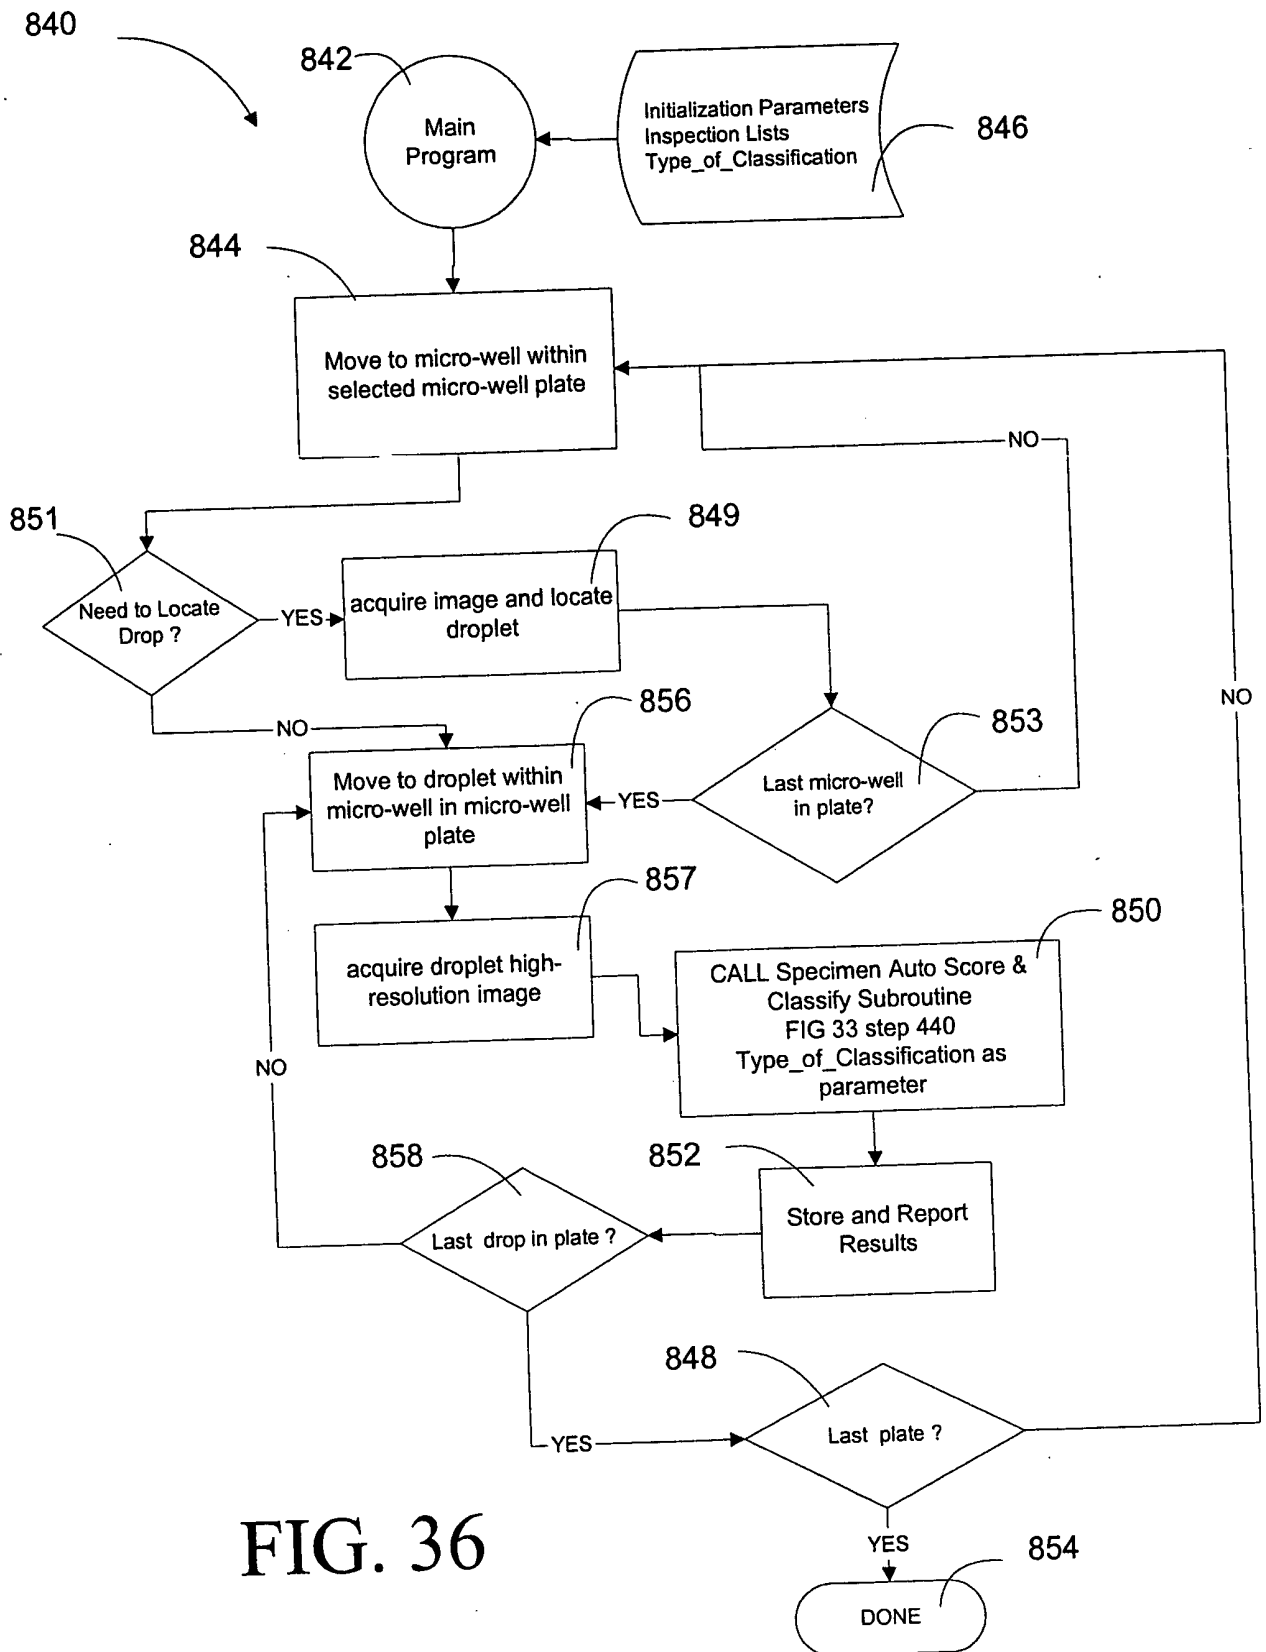 840
842
Main
Program
Initialization Parameters
Inspection Lists
Type_of_Classification
846
844
Move to micro-well within
selected micro-well plate
NO
851
Need to Locate
Drop ?
YES
849
acquire image and locate
droplet
NO
NO
856
Move to droplet within
micro-well in micro-well
plate
YES
853
Last micro-well
in plate?
857
acquire droplet high-
resolution image
850
CALL Specimen Auto Score &
Classify Subroutine
FIG 33 step 440
Type_of_Classification as
parameter
NO
858
Last drop in plate ?
852
Store and Report
Results
848
Last plate ?
YES
YES
854
DONE
FIG. 36